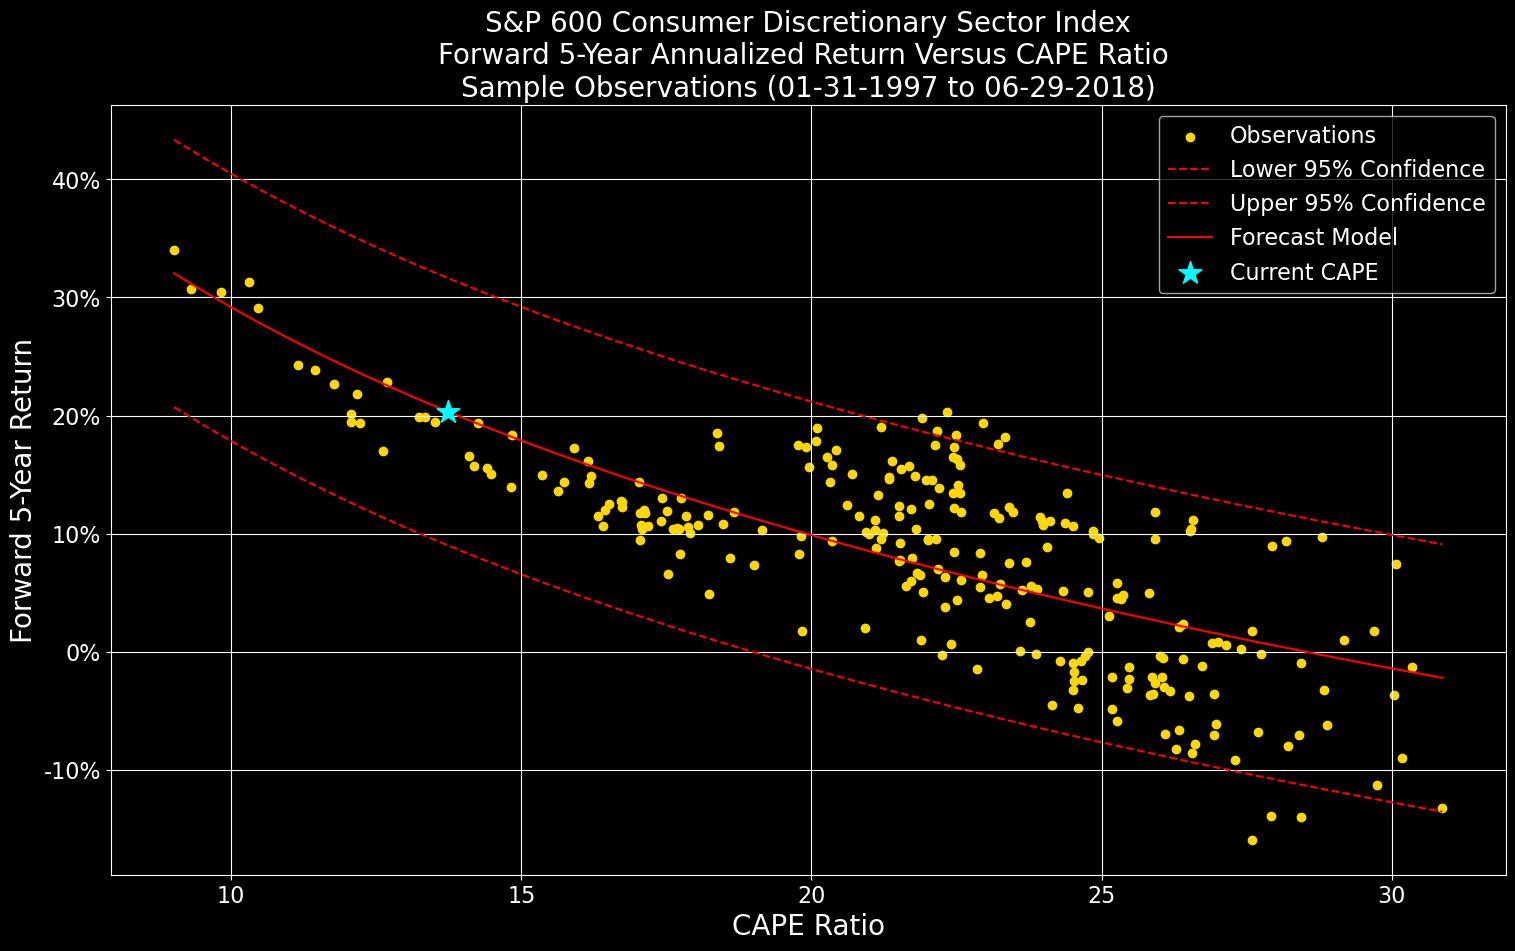 S&P 600 Consumer Discretionary Sector Index
Forward 5-Year Annualized Return Versus CAPE Ratio
Sample Observations (01-31-1997 to 06-29-2018)
Observations
Lower 95% Confidence
Upper 95% Confidence
Forecast Model
Current CAPE
Forward 5-Year Return
40%
30%
20%
10%
0%
-10%
10 15 20 25 30
CAPE Ratio